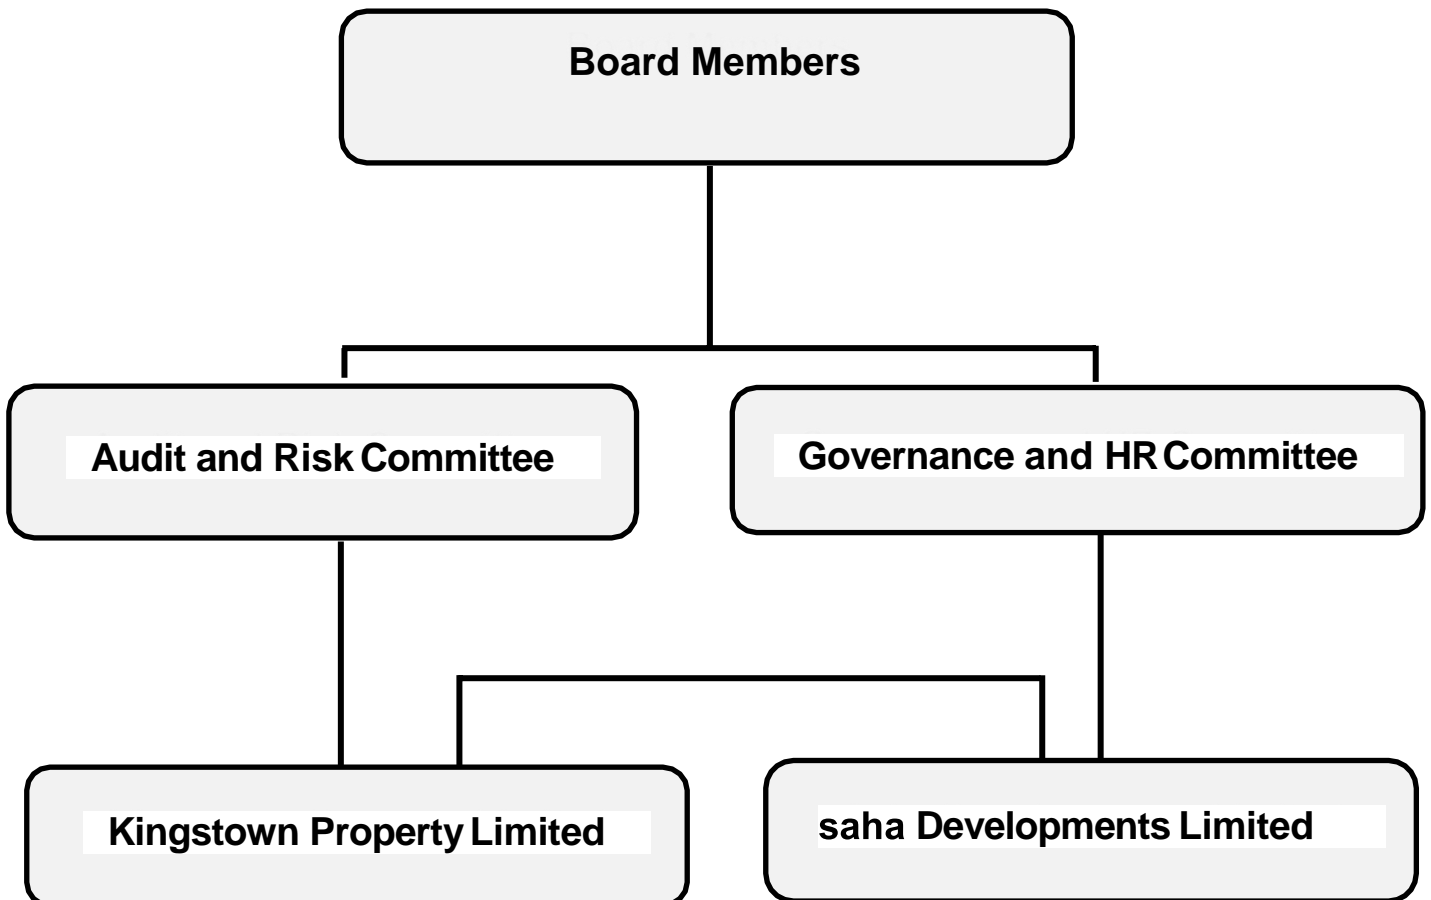 Board Members
Audit and Risk Committee
Governance and HR Committee
Kingstown Property Limited
saha Developments Limited